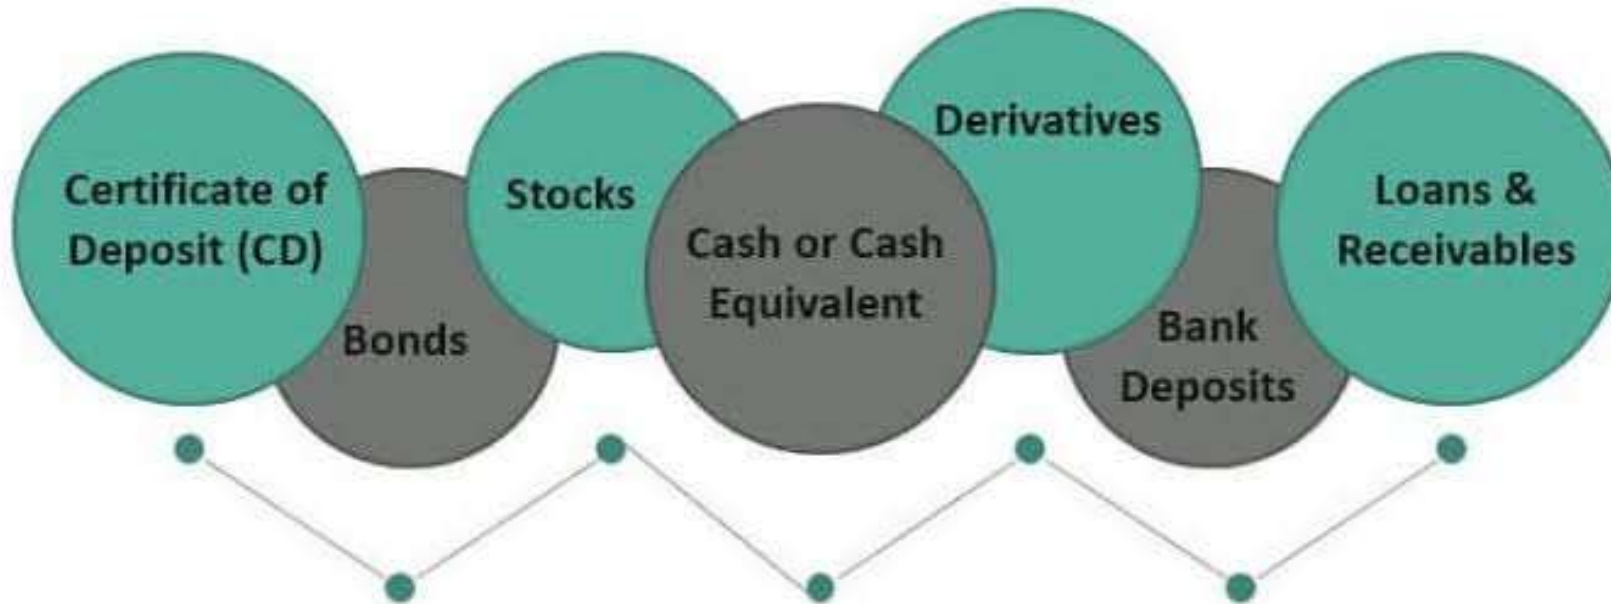 Certificate of
Deposit (CD)
Bonds
Stocks
Cash or Cash
Equivalent
Derivatives
Bank
Deposits
Loans &
Receivables